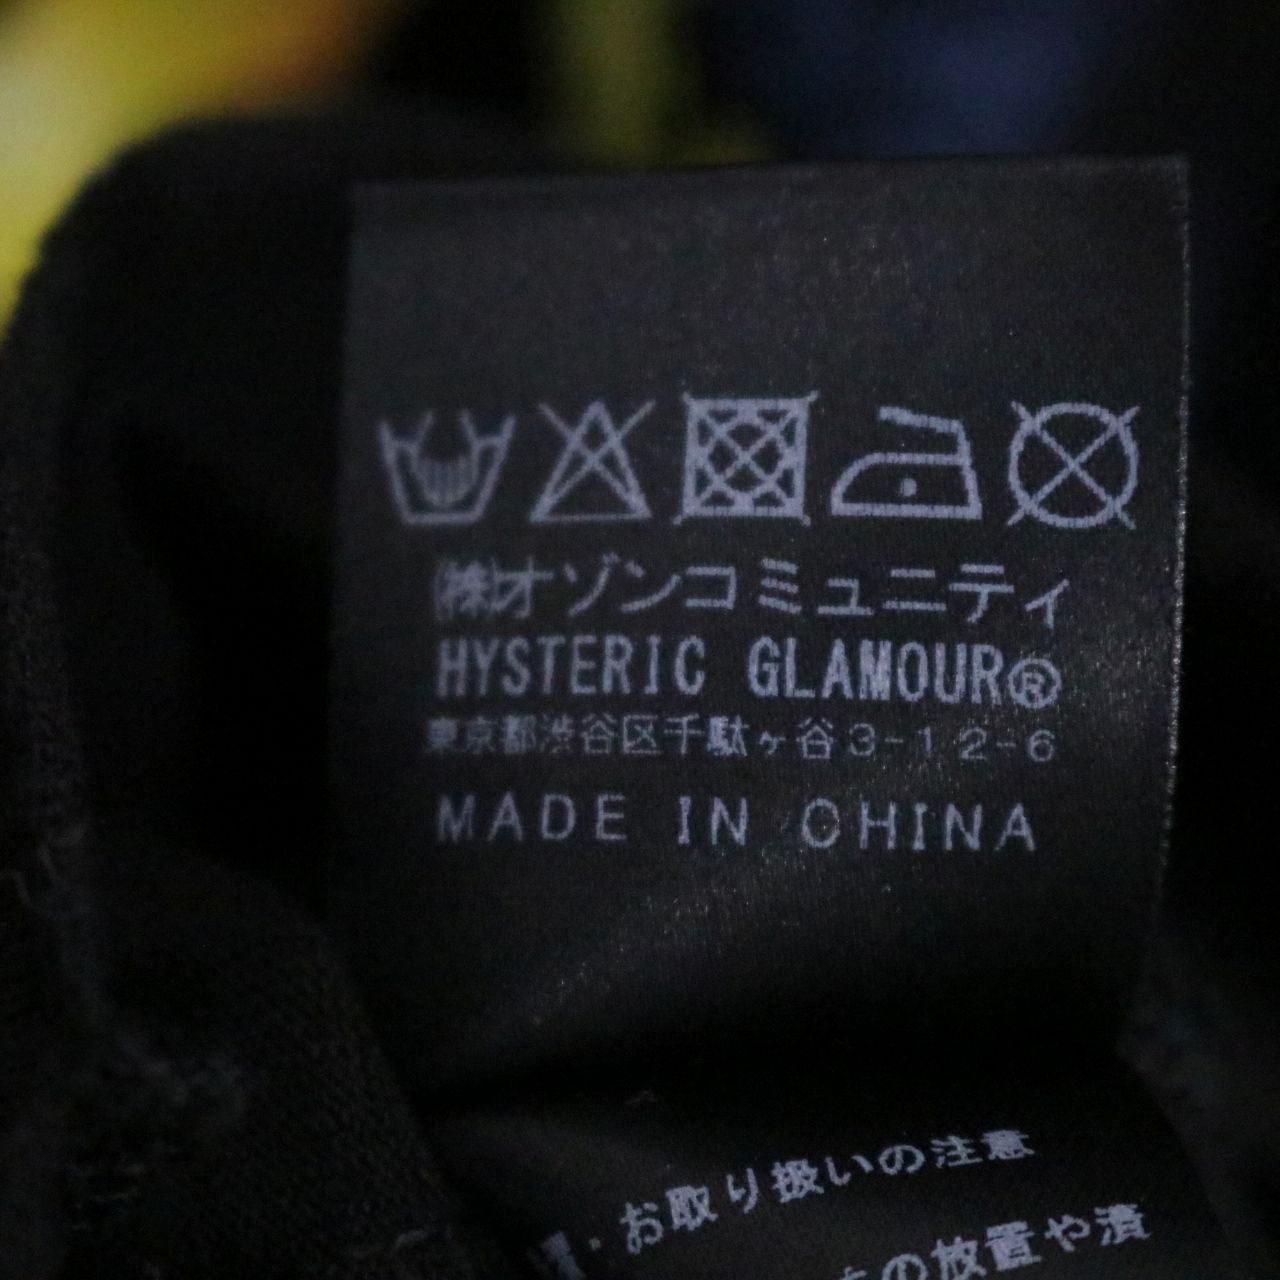 ㈱オゾンコミュニティ
HYSTERIC GLAMOUR®
東京都渋谷区千駄ヶ谷3-12-6
MADE IN CHINA
・お取り扱いの注意
の放置や漬